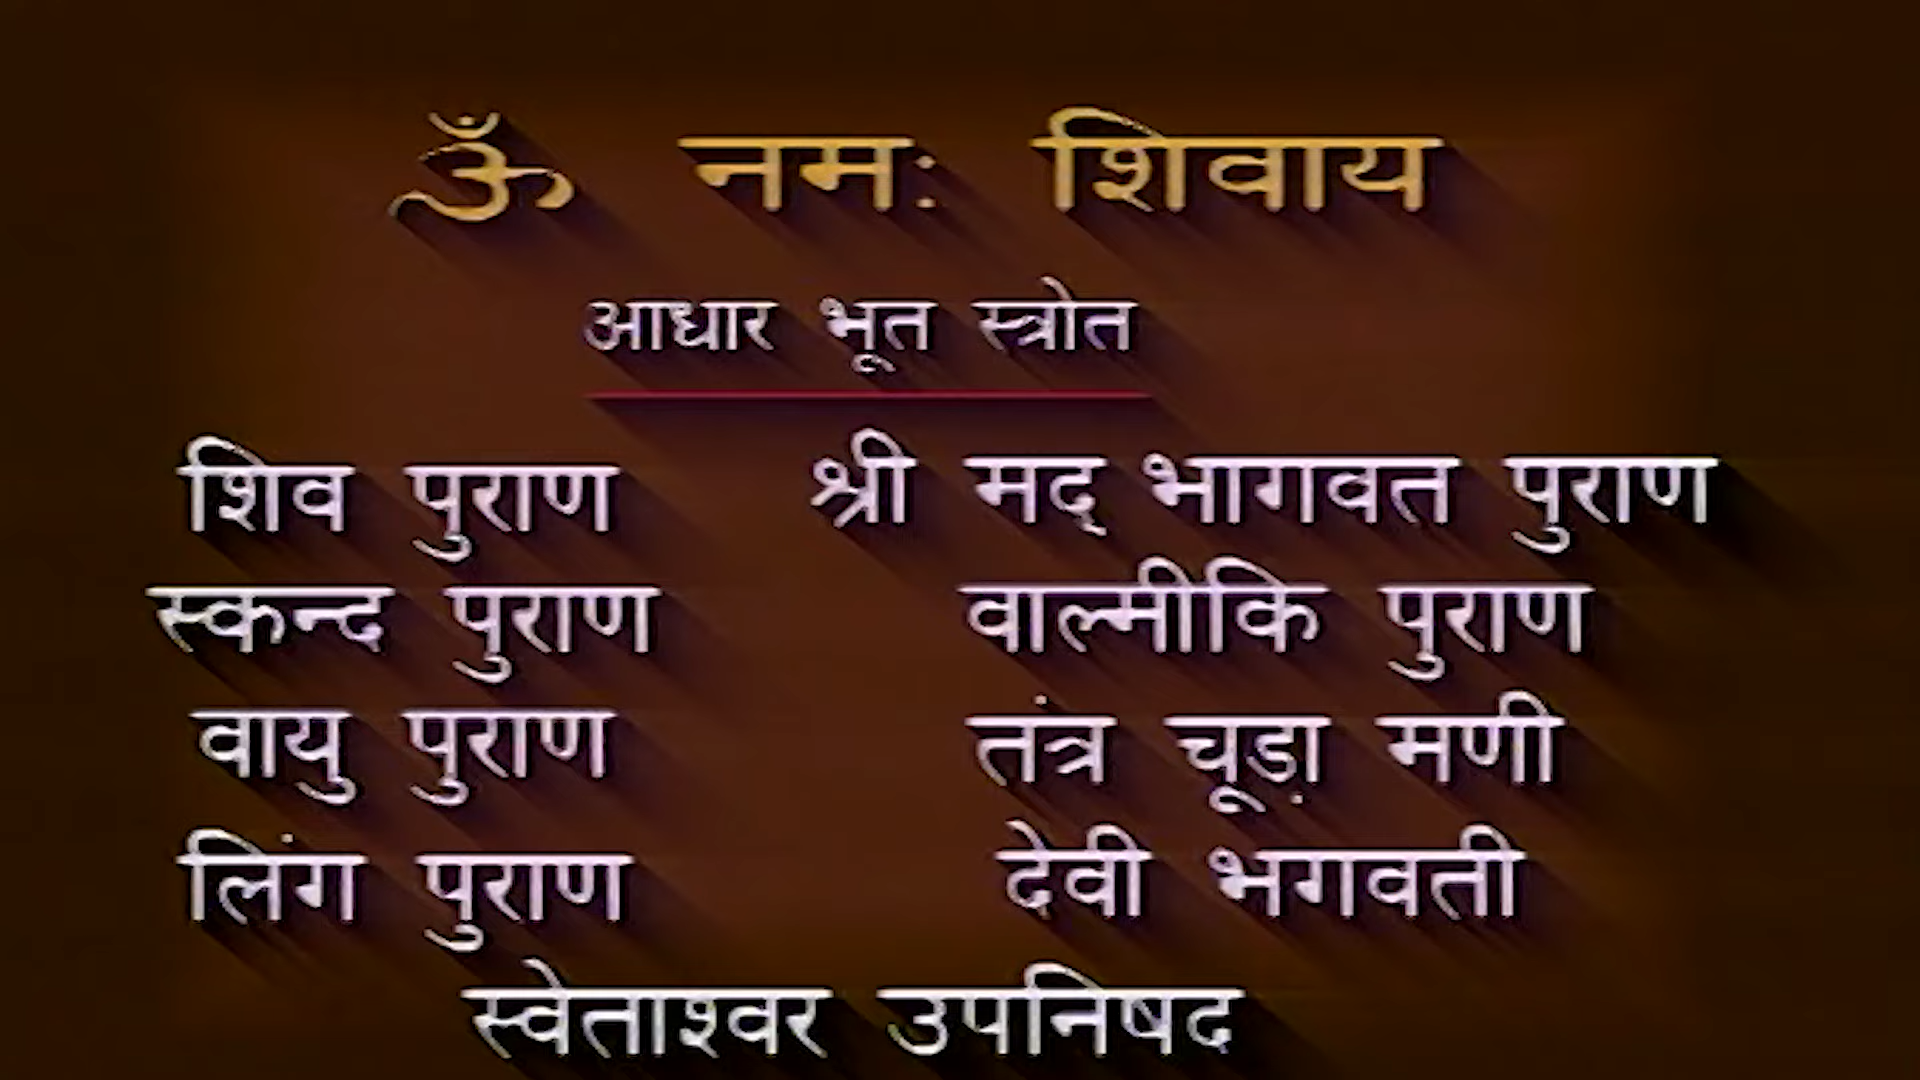 ॐ नमः शिवाय
आधार भूत स्त्रोत
शिव पुराण श्री मद् भागवत पुराण
स्कन्द पुराण वाल्मीकि पुराण
वायु पुराण तंत्र चूड़ा मणी
लिंग पुराण देवी भगवती
स्वेताश्वर उपनिषद